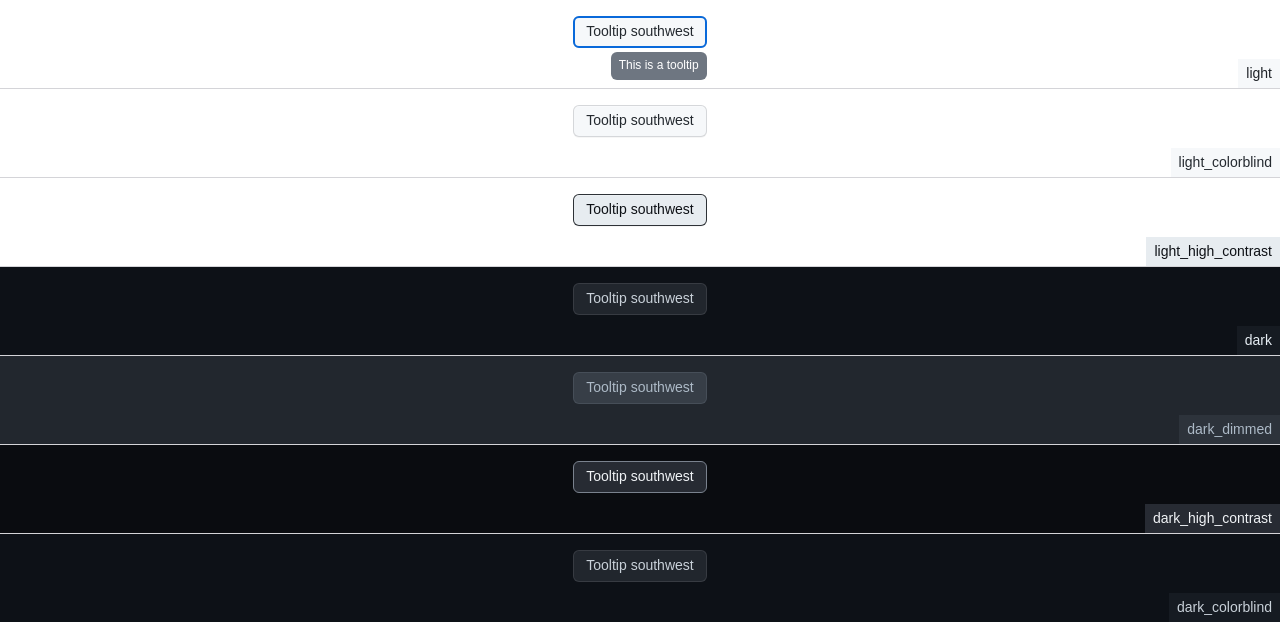 Tooltip southwest
This is a tooltip
light
Tooltip southwest
light_colorblind
Tooltip southwest
light_high_contrast
Tooltip southwest
dark
Tooltip southwest
dark_dimmed
Tooltip southwest
dark_high_contrast
Tooltip southwest
dark_colorblind